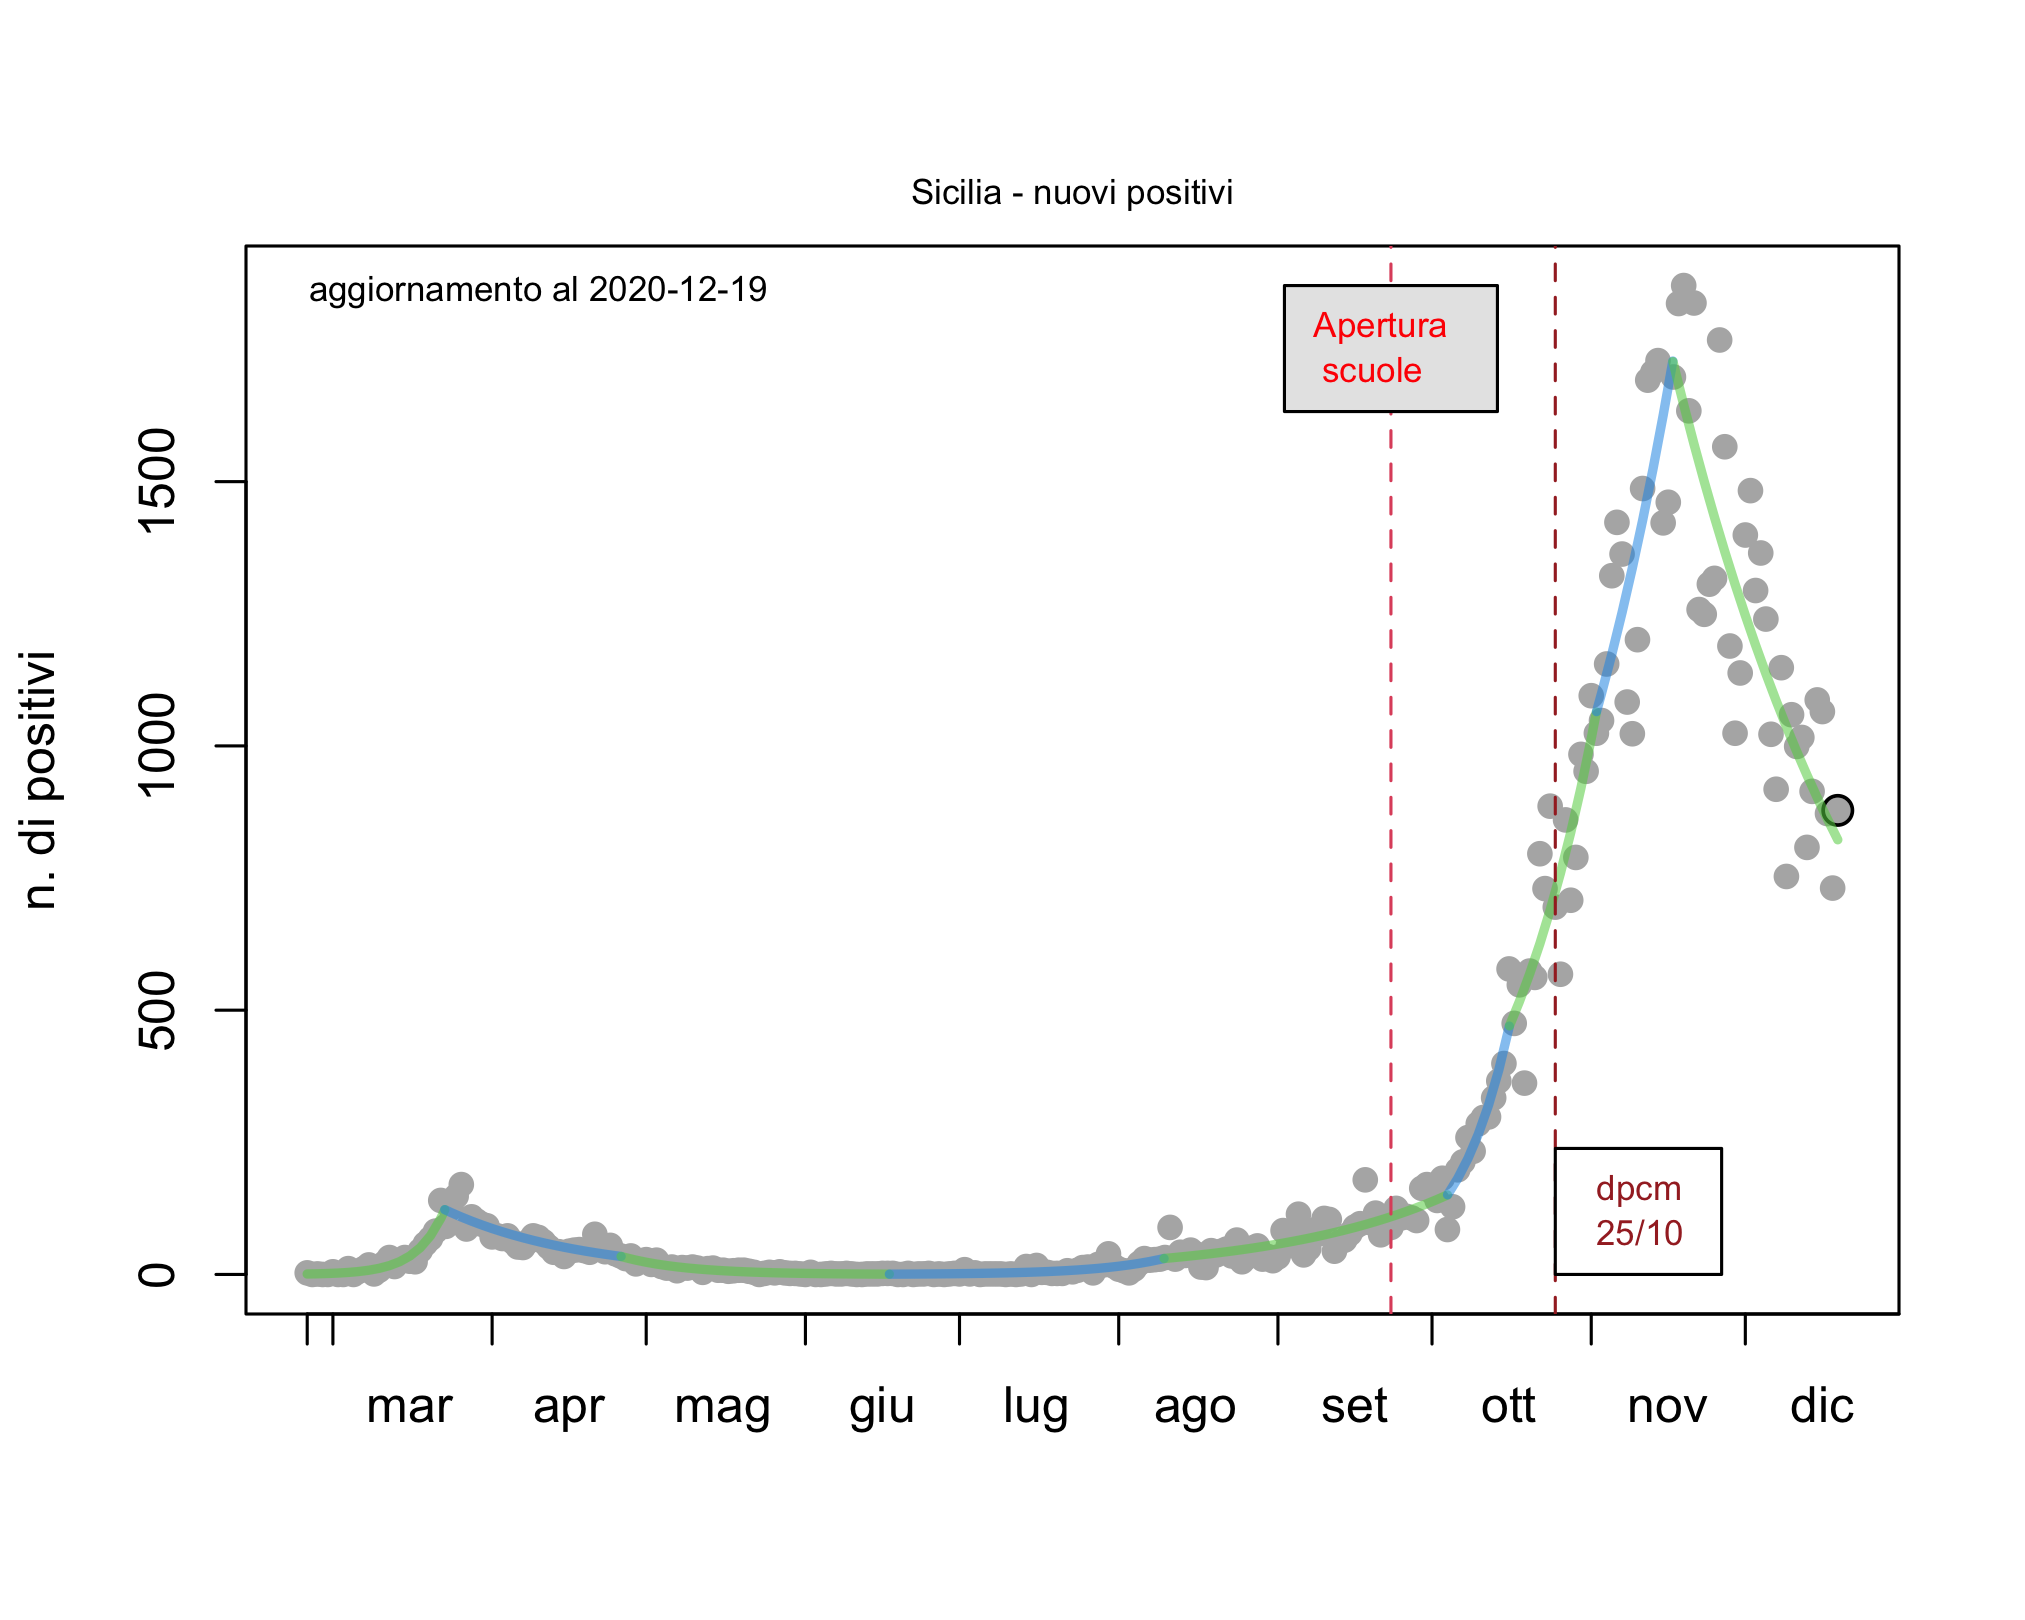 Sicilia - nuovi positivi
aggiornamento al 2020-12-19
Apertura
scuole
n. di positivi
1500
1000
500
0
dpcm
25/10
mar apr mag giu lug ago set ott nov dic